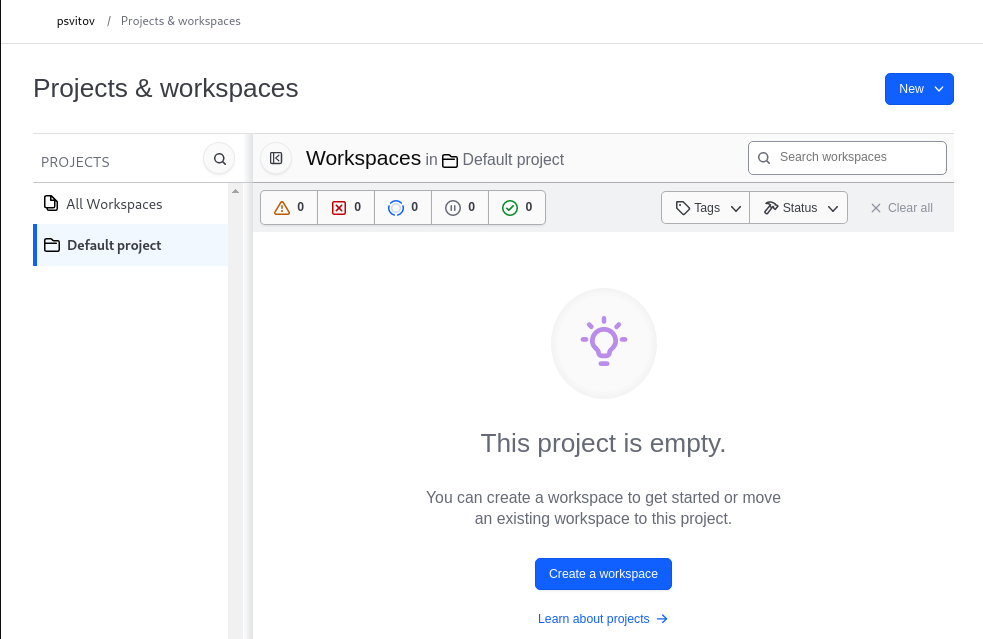 psvitov / Projects & workspaces
Projects & workspaces
New
PROJECTS
Workspaces in Default project
Search workspaces
All Workspaces
Default project
0 0 0 0 0
Tags Status Clear all
This project is empty.
You can create a workspace to get started or move
an existing workspace to this project.
Create a workspace
Learn about projects